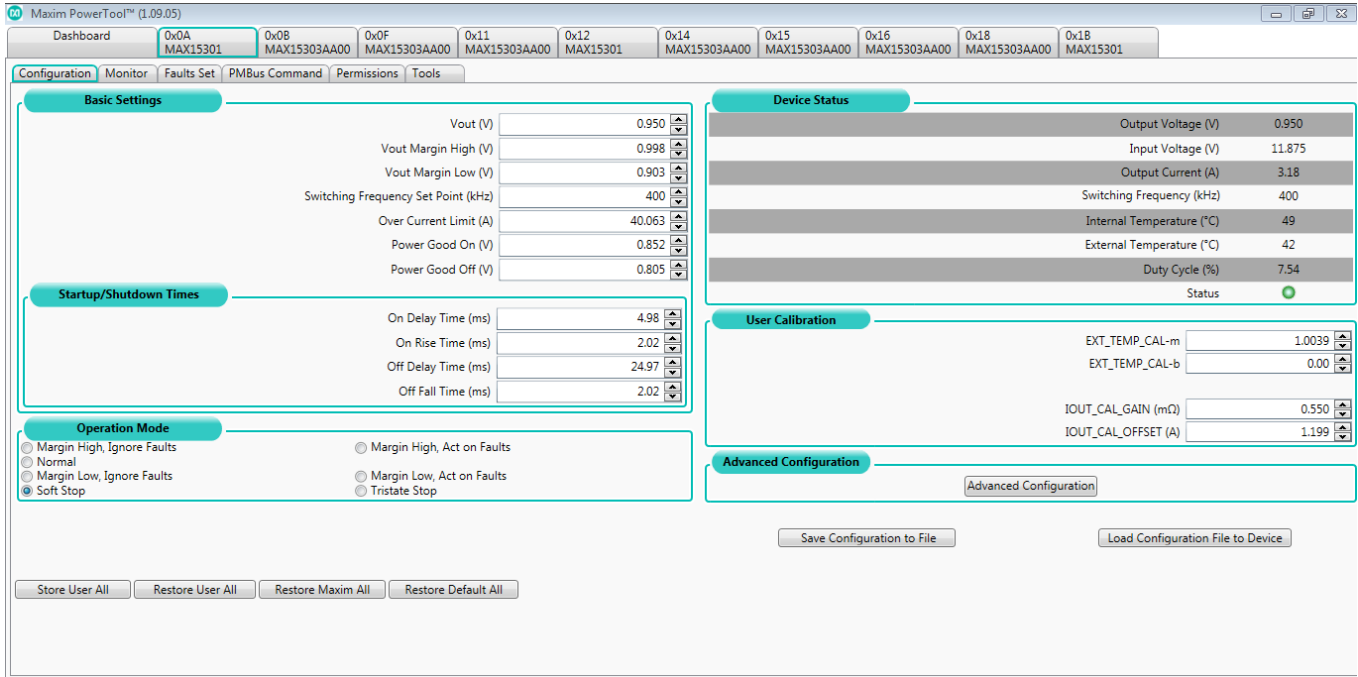 Maxim PowerTool™ (1.09.05)
Dashboard 0x0A 0x0B 0x0F 0x11 0x12 0x14 0x15 0x16 0x18 0x1B
MAX15301 MAX15303AA00 MAX15303AA00 MAX15303AA00 MAX15301 MAX15303AA00 MAX15303AA00 MAX15303AA00 MAX15303AA00 MAX15301
Configuration Monitor Faults Set PMBus Command Permissions Tools
Basic Settings
Vout (V) 0.950
Vout Margin High (V) 0.998
Vout Margin Low (V) 0.903
Switching Frequency Set Point (kHz) 400
Over Current Limit (A) 40.063
Power Good On (V) 0.852
Power Good Off (V) 0.805
Startup/Shutdown Times
On Delay Time (ms) 4.98
On Rise Time (ms) 2.02
Off Delay Time (ms) 24.97
Off Fall Time (ms) 2.02
Operation Mode
Margin High, Ignore Faults Margin High, Act on Faults
Normal
Margin Low, Ignore Faults Margin Low, Act on Faults
Soft Stop Tristate Stop
Device Status
Output Voltage (V) 0.950
Input Voltage (V) 11.875
Output Current (A) 3.18
Switching Frequency (kHz) 400
Internal Temperature (°C) 49
External Temperature (°C) 42
Duty Cycle (%) 7.54
Status
User Calibration
EXT_TEMP_CAL-m 1.0039
EXT_TEMP_CAL-b 0.00
IOUT_CAL_GAIN (mΩ) 0.550
IOUT_CAL_OFFSET (A) 1.199
Advanced Configuration
Advanced Configuration
Save Configuration to File Load Configuration File to Device
Store User All Restore User All Restore Maxim All Restore Default All